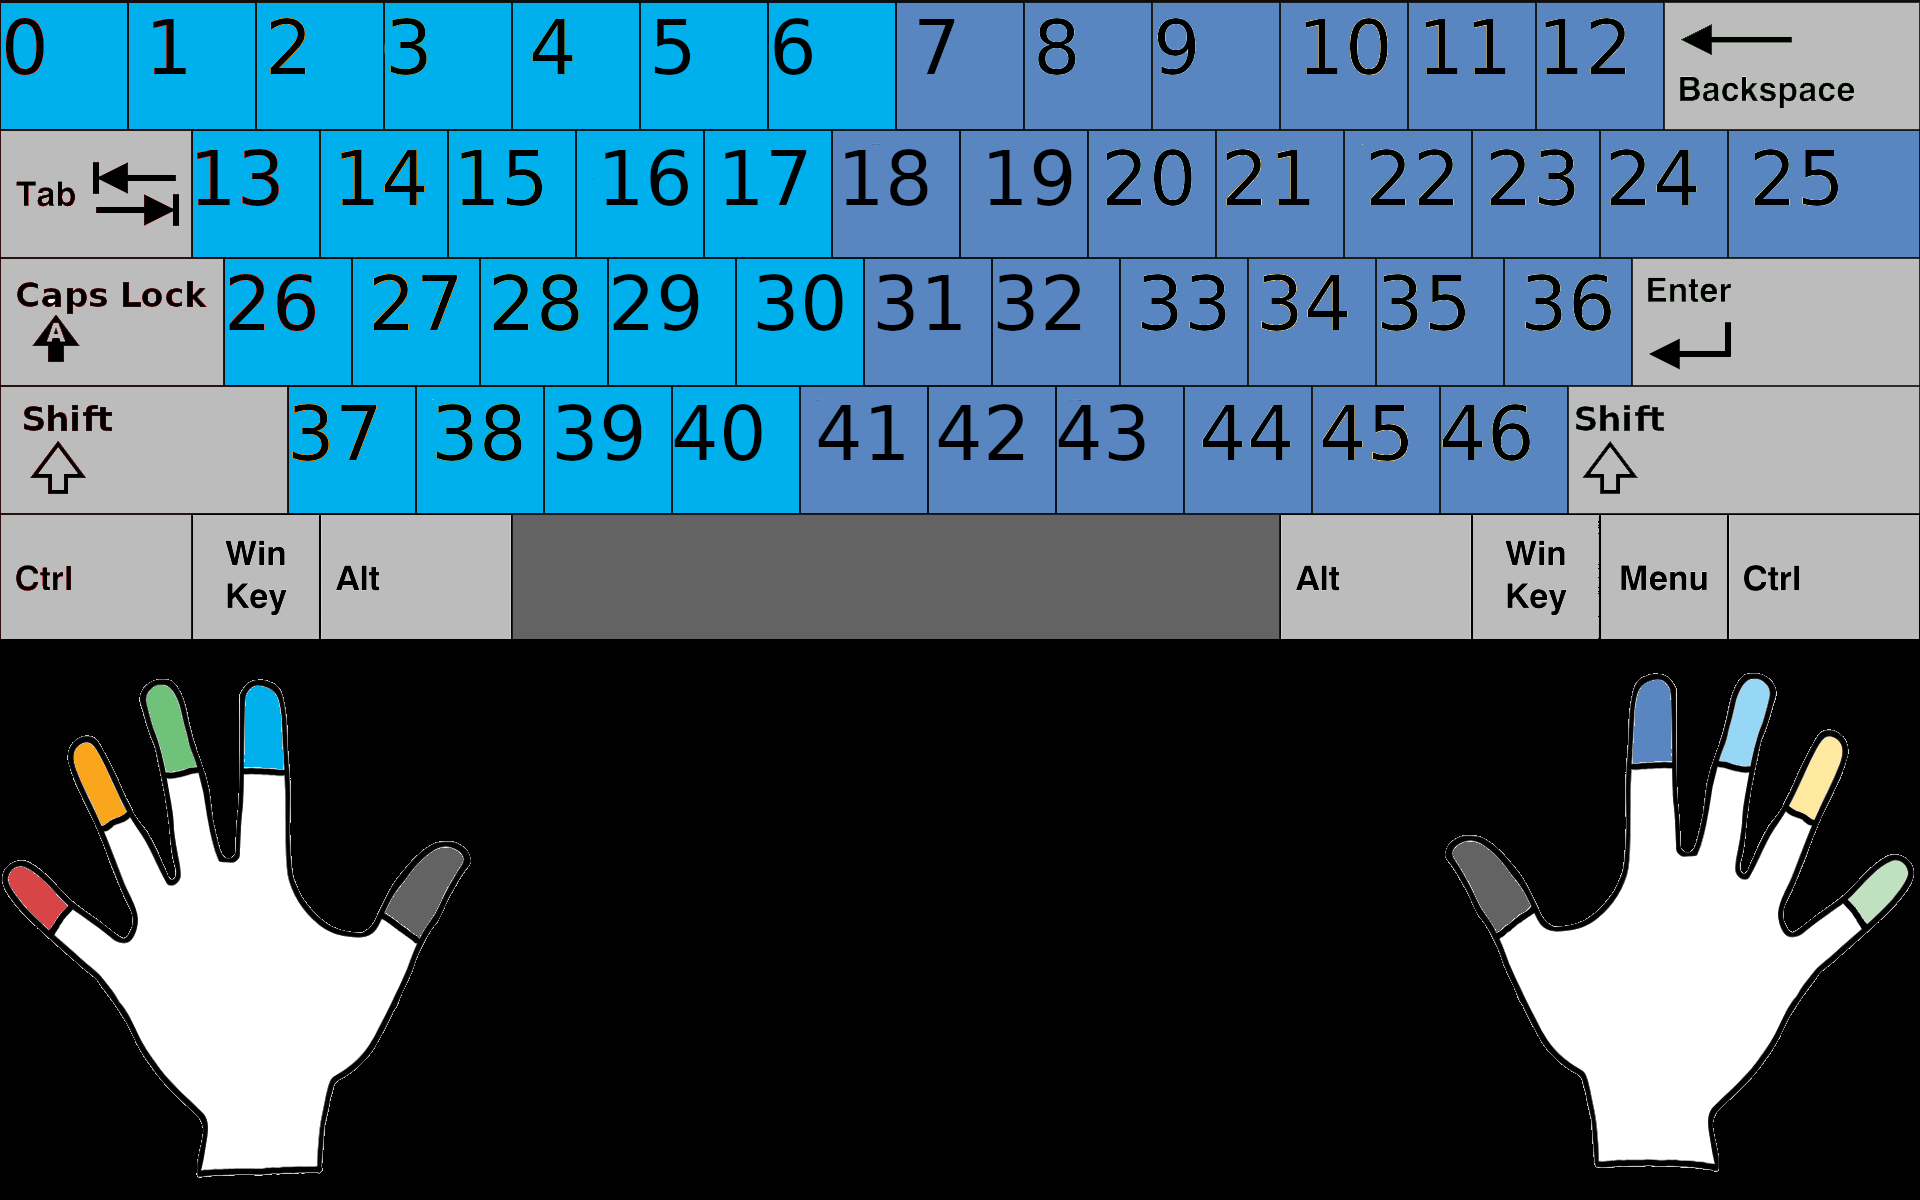 0 1 2 3 4 5 6 7 8 9 10 11 12
Backspace
Tab 13 14 15 16 17 18 19 20 21 22 23 24 25
Caps Lock 26 27 28 29 30 31 32 33 34 35 36 Enter
A
Shift 37 38 39 40 41 42 43 44 45 46 Shift
Ctrl Win Key Alt Alt Win Key Menu Ctrl